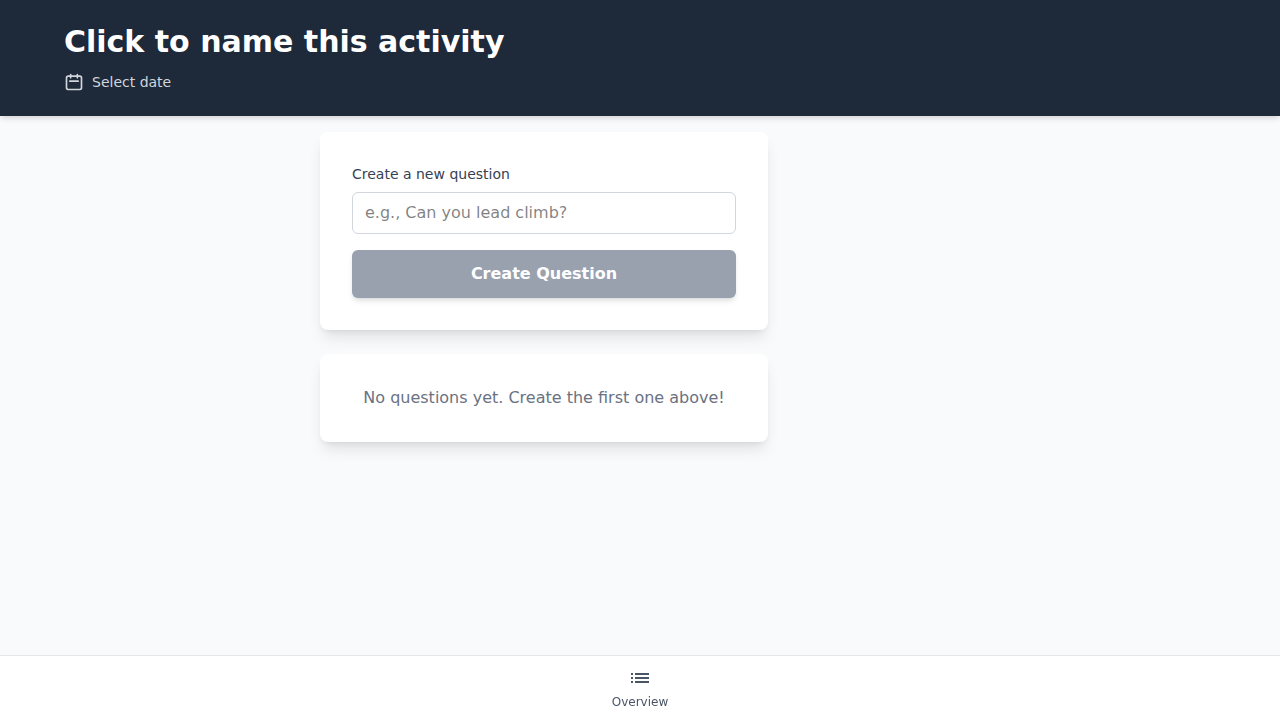 Click to name this activity
Select date
Create a new question
e.g., Can you lead climb?
Create Question
No questions yet. Create the first one above!
Overview